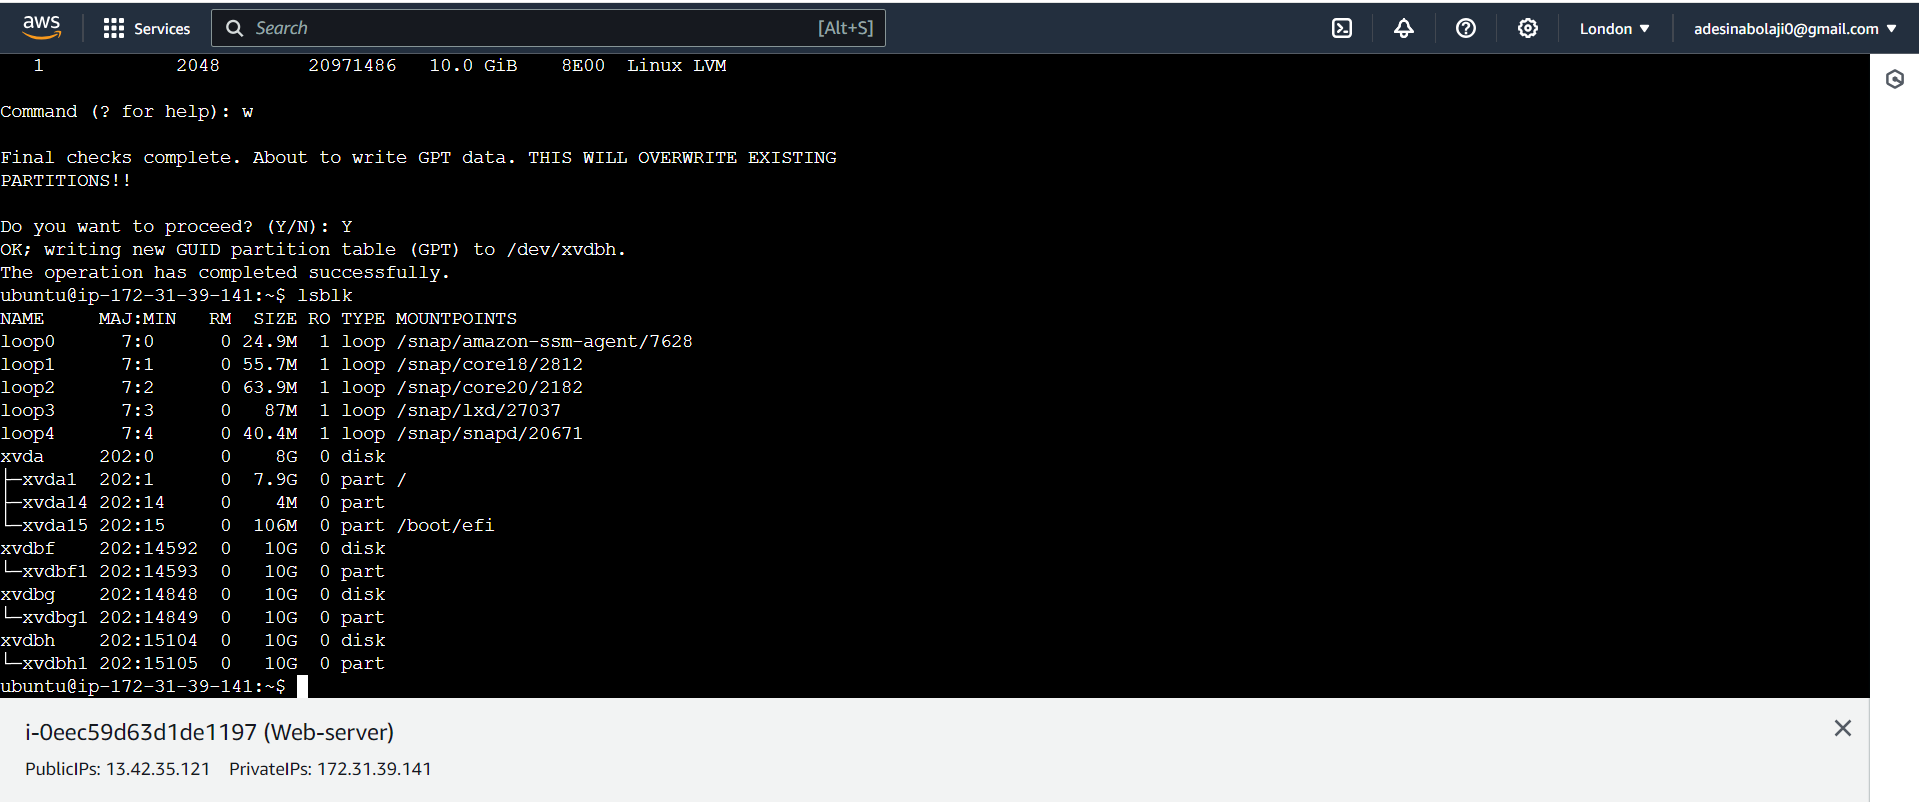 aws Services Search [Alt+S] London adesinabolaji0@gmail.com
1 2048 20971486 10.0 GiB 8E00 Linux LVM
Command (? for help): w
Final checks complete. About to write GPT data. THIS WILL OVERWRITE EXISTING
PARTITIONS!!
Do you want to proceed? (Y/N): Y
OK; writing new GUID partition table (GPT) to /dev/xvdbh.
The operation has completed successfully.
ubuntu@ip-172-31-39-141:~$ lsblk
NAME MAJ:MIN RM SIZE RO TYPE MOUNTPOINTS
loop0 7:0 0 24.9M 1 loop /snap/amazon-ssm-agent/7628
loop1 7:1 0 55.7M 1 loop /snap/core18/2812
loop2 7:2 0 63.9M 1 loop /snap/core20/2182
loop3 7:3 0 87M 1 loop /snap/lxd/27037
loop4 7:4 0 40.4M 1 loop /snap/snapd/20671
xvda 202:0 0 8G 0 disk
├─xvda1 202:1 0 7.9G 0 part /
├─xvda14 202:14 0 4M 0 part
└─xvda15 202:15 0 106M 0 part /boot/efi
xvdbf 202:14592 0 10G 0 disk
└─xvdbf1 202:14593 0 10G 0 part
xvdbg 202:14848 0 10G 0 disk
└─xvdbg1 202:14849 0 10G 0 part
xvdbh 202:15104 0 10G 0 disk
└─xvdbh1 202:15105 0 10G 0 part
ubuntu@ip-172-31-39-141:~$
i-0eec59d63d1de1197 (Web-server)
PublicIPs: 13.42.35.121 PrivateIPs: 172.31.39.141